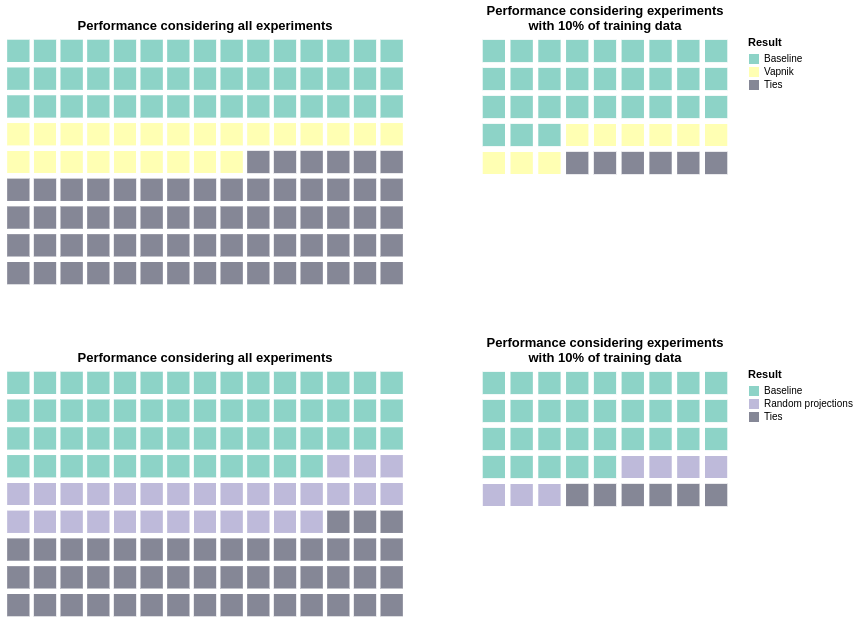 Performance considering all experiments
Performance considering experiments
with 10% of training data
Result
Baseline
Vapnik
Ties
Performance considering all experiments
Performance considering experiments
with 10% of training data
Result
Baseline
Random projections
Ties